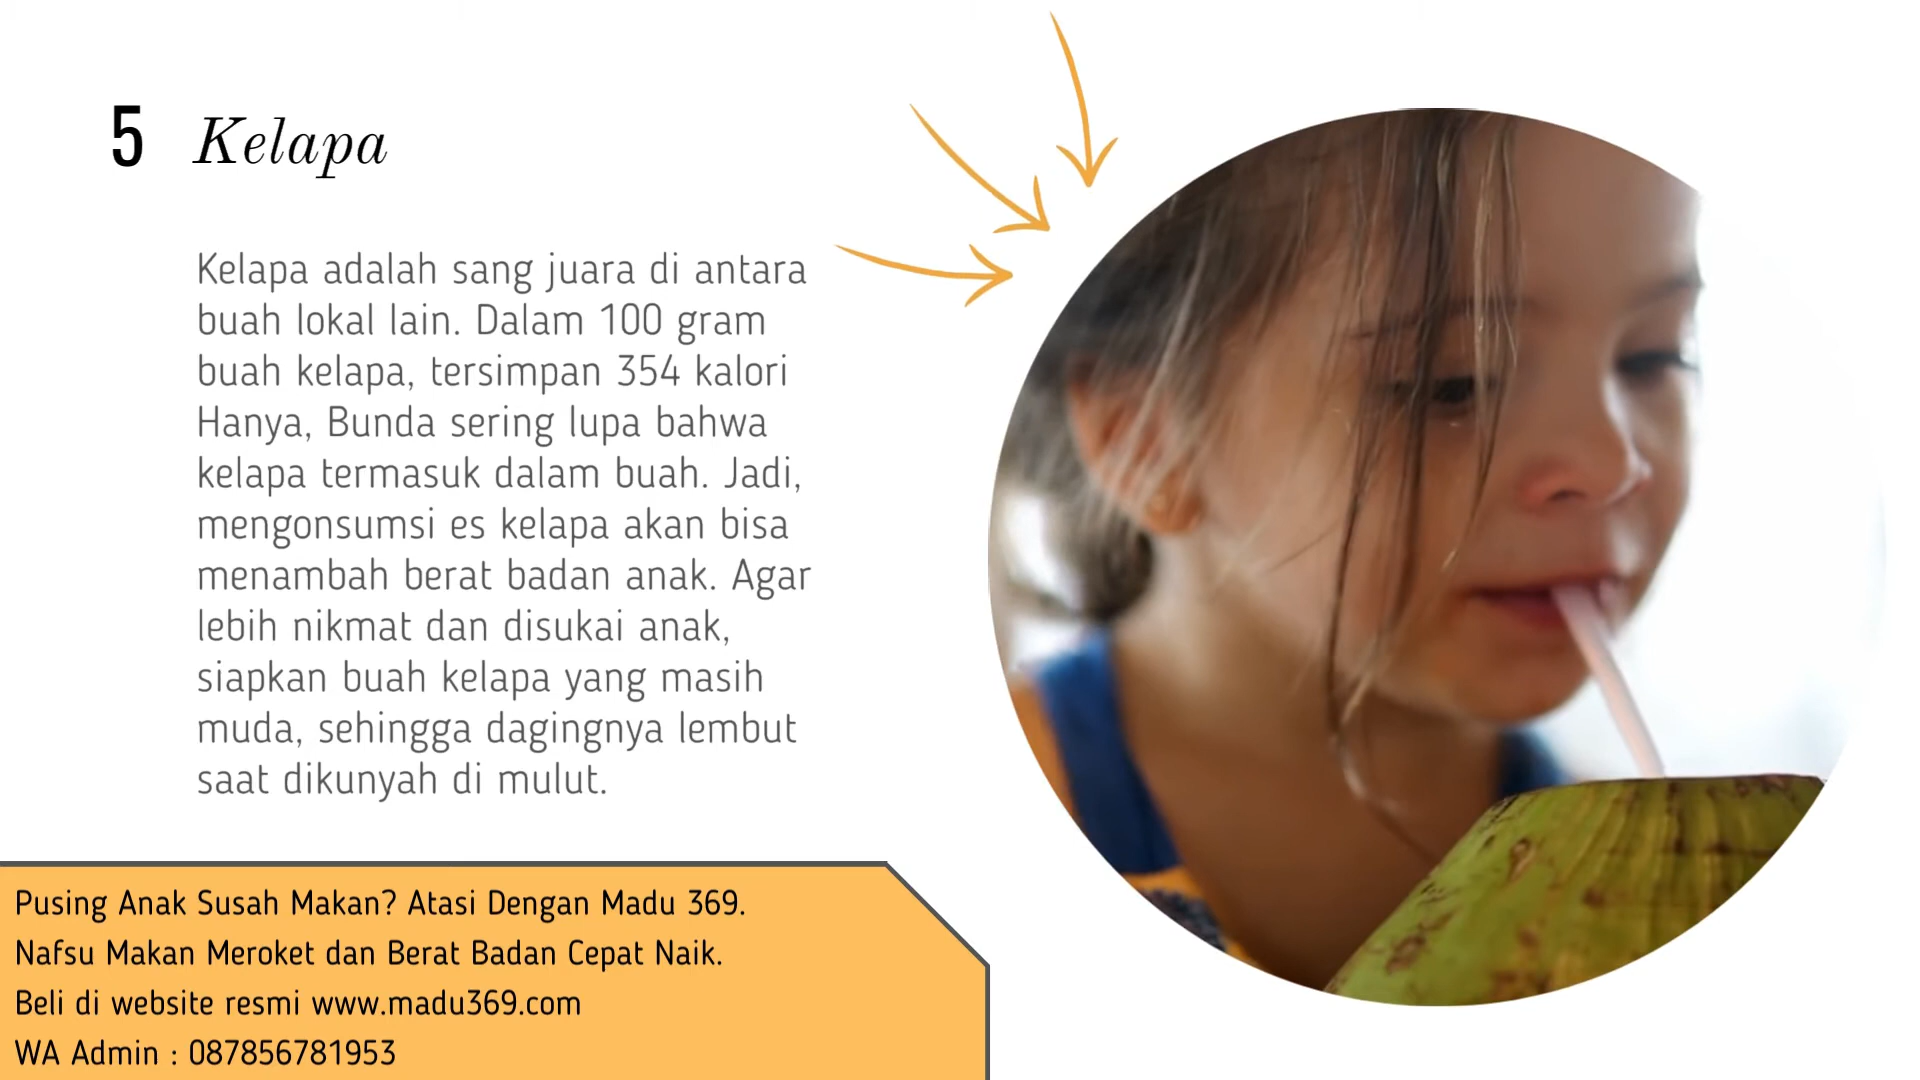 5 Kelapa
Kelapa adalah sang juara di antara
buah lokal lain. Dalam 100 gram
buah kelapa, tersimpan 354 kalori
Hanya, Bunda sering lupa bahwa
kelapa termasuk dalam buah. Jadi,
mengonsumsi es kelapa akan bisa
menambah berat badan anak. Agar
lebih nikmat dan disukai anak,
siapkan buah kelapa yang masih
muda, sehingga dagingnya lembut
saat dikunyah di mulut.
Pusing Anak Susah Makan? Atasi Dengan Madu 369.
Nafsu Makan Meroket dan Berat Badan Cepat Naik.
Beli di website resmi www.madu369.com
WA Admin : 087856781953